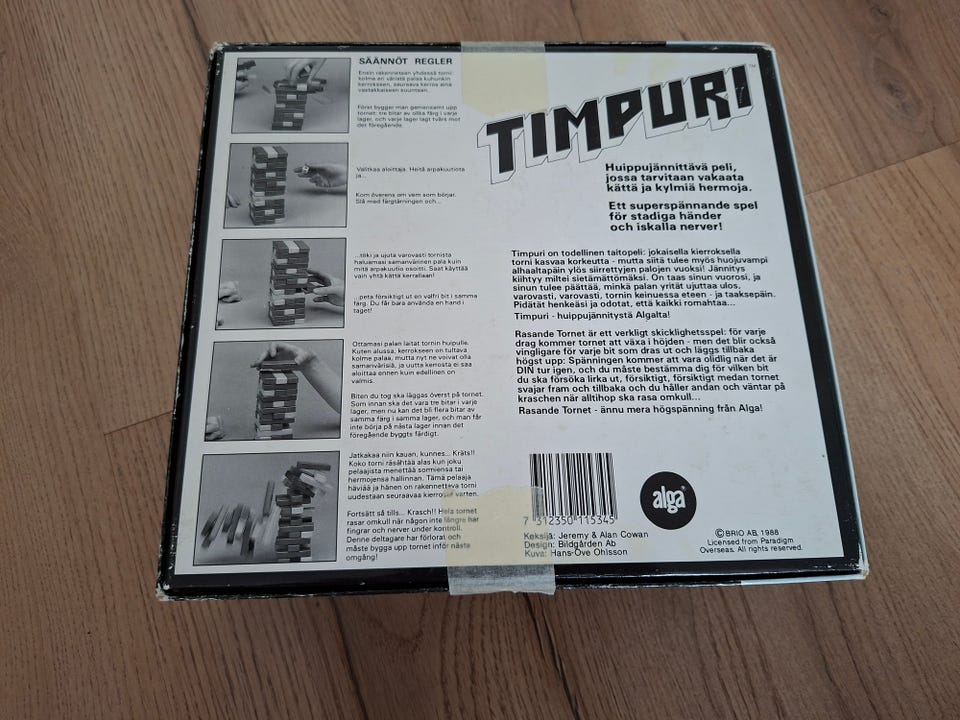 SÄÄNNÖT REGLER
Ensin rakennetaan yhdessä torni:
kolme eri väristä palaa kuhunkin
kerrokseen, seuraava kerros aina
vastakkaiseen suuntaan.
Först bygger man gemensamt upp
tornet: tre bitar av olika färg i varje
lager, och varje lager lagt tvärs mot
det föregående.
Valitkaa aloittaja. Heitä arpakuutiota
ja...
Kom överens om vem som börjar.
Slå med färgtärningen och...
...töki ja ujuta varovasti tornista
haluamasi samanvärinen pala kuin
mitä arpakuutio osoitti. Saat käyttää
vain yhtä kättä kerrallaan!
...peta försiktigt ut en valfri bit i samma
färg. Du får bara använda en hand i
taget!
Ottamasi palan laitat tornin huipulle.
Kuten alussa, kerrokseen on tultava
kolme palaa, mutta nyt ne voivat olla
samanvärisiä, ja uutta kerrosta ei saa
aloittaa ennen kuin edellinen on
valmis.
Biten du tog ska läggas överst på tornet.
Som innan ska det vara tre bitar i varje
lager, men nu kan det bli flera bitar av
samma färg i samma lager, och man får
inte börja på nästa lager innan det
föregående byggts färdigt.
Jatkakaa niin kauan, kunnes... Kräts!!
Koko torni räsähtää alas kun joku
pelaajista menettää sormiensa tai
hermojensa hallinnan. Tämä pelaaja
häviää ja hänen on rakennettava torni
uudestaan seuraavaa kierrosta varten.
Fortsätt så tills... Krasch!! Hela tornet
rasar omkull när någon inte längre har
fingrar och nerver under kontroll.
Denne deltagare har förlorat och
måste bygga upp tornet inför nästa
omgång!
TIMPURI™
Huippujännittävä peli,
jossa tarvitaan vakaata
kättä ja kylmiä hermoja.
Ett superspännande spel
för stadiga händer
och iskalla nerver!
Timpuri on todellinen taitopeli: jokaisella kierroksella
torni kasvaa korkeutta - mutta siitä tulee myös huojuvampi
alhaaltapäin ylös siirrettyjen palojen vuoksi! Jännitys
kiihtyy miltei sietämättömäksi. On taas sinun vuorosi, ja
sinun tulee päättää, minkä palan yrität ujuttaa ulos,
varovasti, varovasti, tornin keinuessa eteen - ja taaksepäin.
Pidätät henkeäsi ja odotat, että kaikki romahtaa...
Timpuri - huippujännitystä Algalta!
Rasande Tornet är ett verkligt skicklighetsspel: för varje
drag kommer tornet att växa i höjden - men det blir också
vingligare för varje bit som dras ut och läggs tillbaka
högst upp: Spänningen kommer att vara olidlig när det är
DIN tur igen, och du måste bestämma dig för vilken bit
du ska försöka lirka ut, försiktigt, försiktigt medan tornet
svajar fram och tillbaka och du håller andan och väntar på
kraschen när alltihop ska rasa omkull...
Rasande Tornet - ännu mera högspänning från Alga!
7 312350 115345
alga®
Keksijä: Jeremy & Alan Cowan
Design: Bildgården Ab
Kuva: Hans-Ove Ohlsson
© BRIO AB, 1988
Licensed from Paradigm
Overseas. All rights reserved.